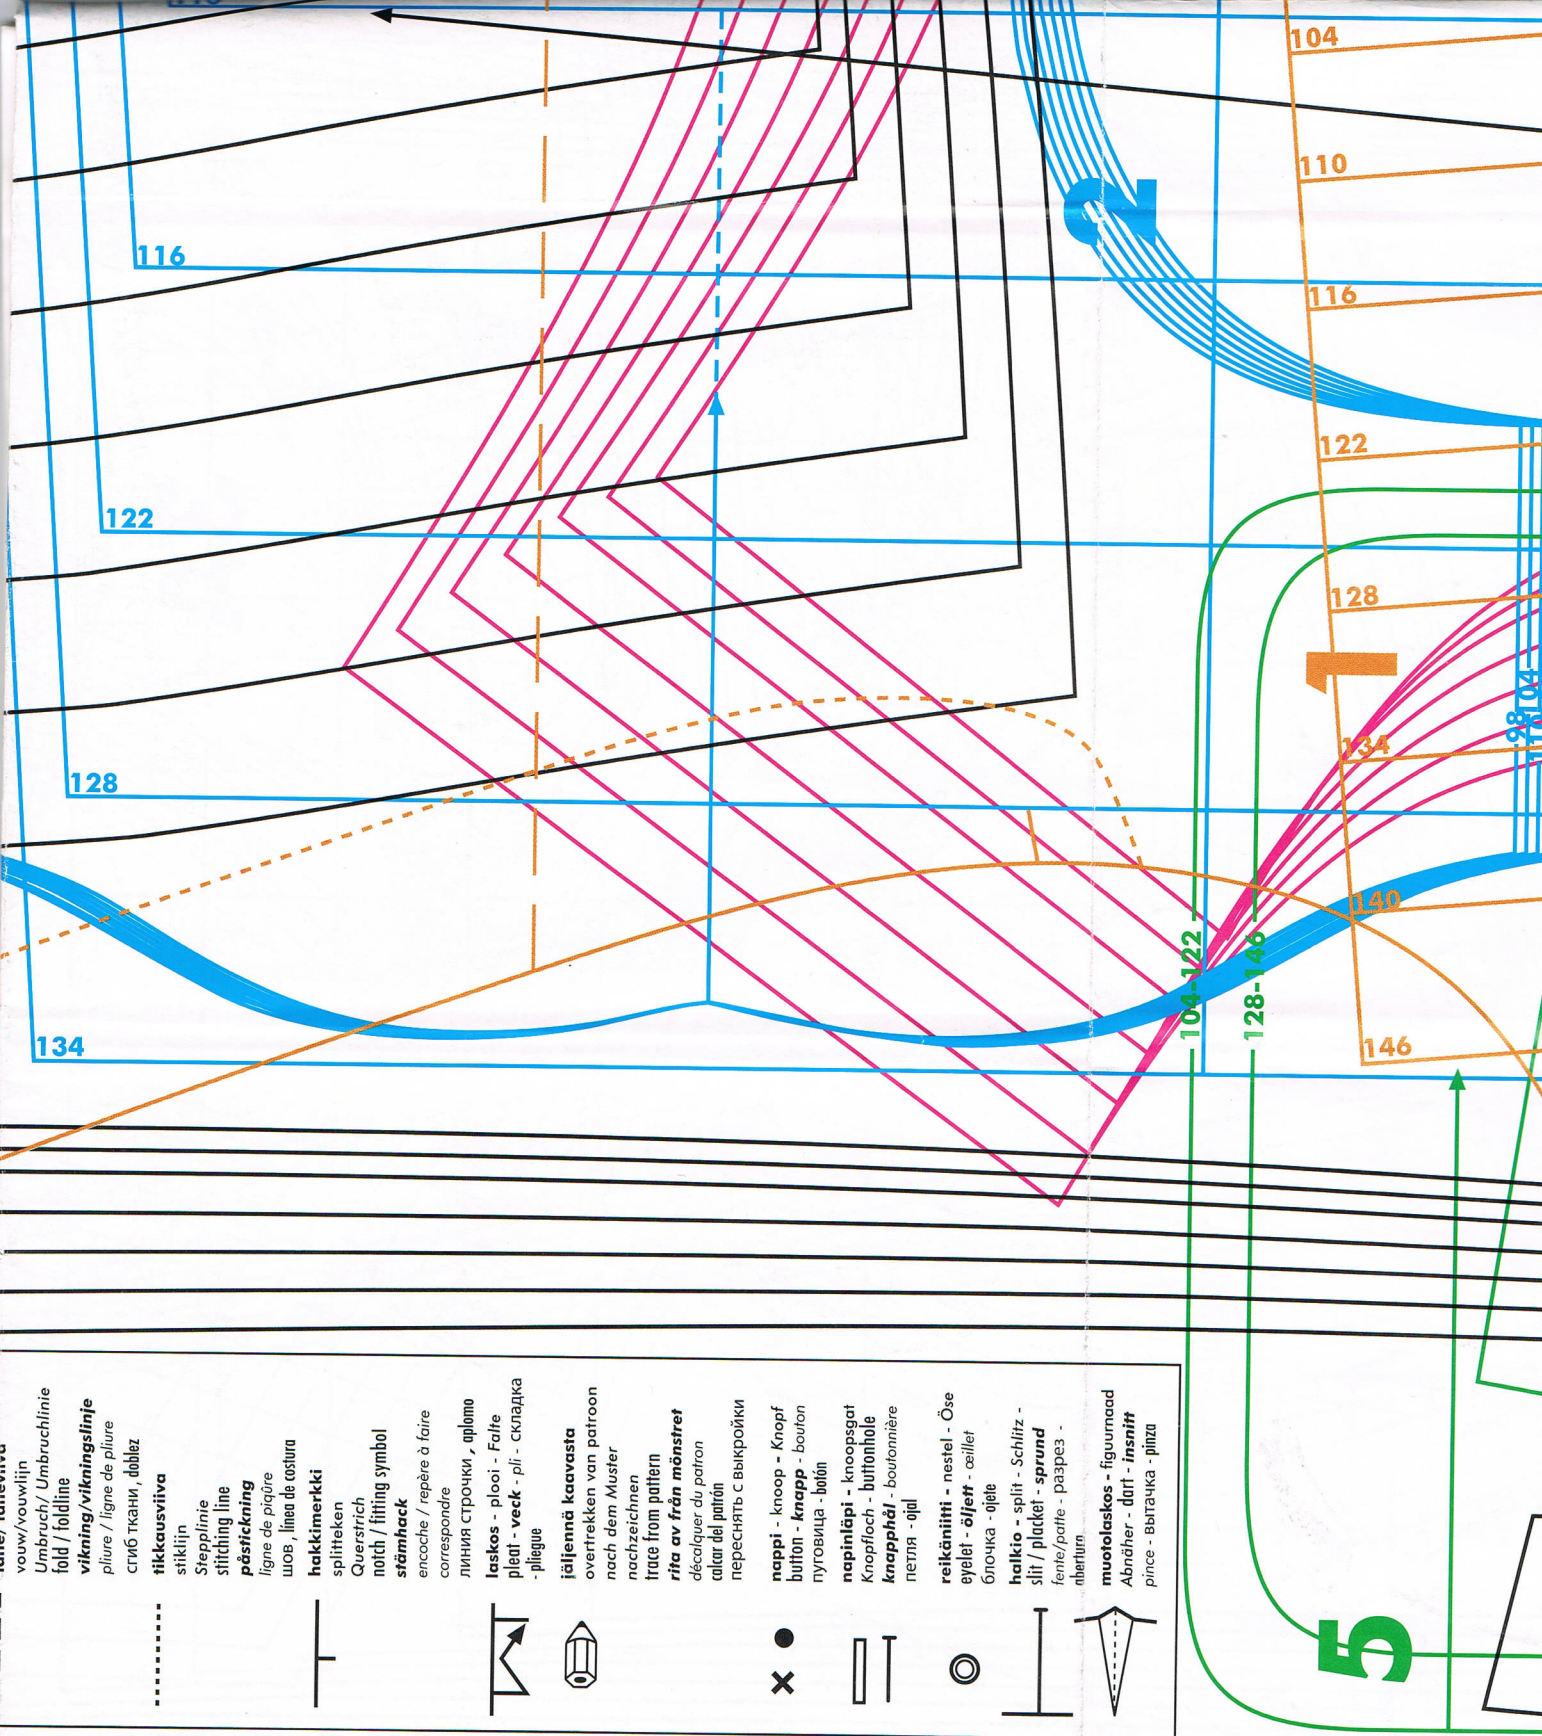 104
110
116
122
128
134
140
146
116
122
128
134
2
1
5
98
104
104-122
128-146
vouw/vouwlijn
Umbruch/ Umbruchlinie
fold / foldline
vikning/vikningslinje
pliure / ligne de pliure
сгиб ткани, doblez
tikkausviiva
stiklijn
Stepplinie
stitching line
påstickning
ligne de piqûre
шов, linea de costura
hakkimerkki
splitteken
Querstrich
notch / fitting symbol
stämhack
encoche / repère à faire
correspondre
линия строчки, aplomo
laskos - plooi - Falte
pleat - veck - pli - складка
- pliegue
jäljennä kaavasta
overtrekken van patroon
nach dem Muster
nachzeichnen
trace from pattern
rita av från mönstret
décalquer du patron
calcar del patrón
переснять с выкройки
nappi - knoop - Knopf
button - knapp - bouton
пуговица - botón
napinläpi - knoopsgat
Knopfloch - buttonhole
knapphål - boutonnière
петля - ojal
reikäniitti - nestel - Öse
eyelet - öljett - œillet
блочка - ojete
halkio - split - Schlitz -
slit / placket - sprund
fente/patte - разрез -
abertura
muotolaskos - figuurnaad
Abnäher - dart - insnitt
pince - вытачка - pinza